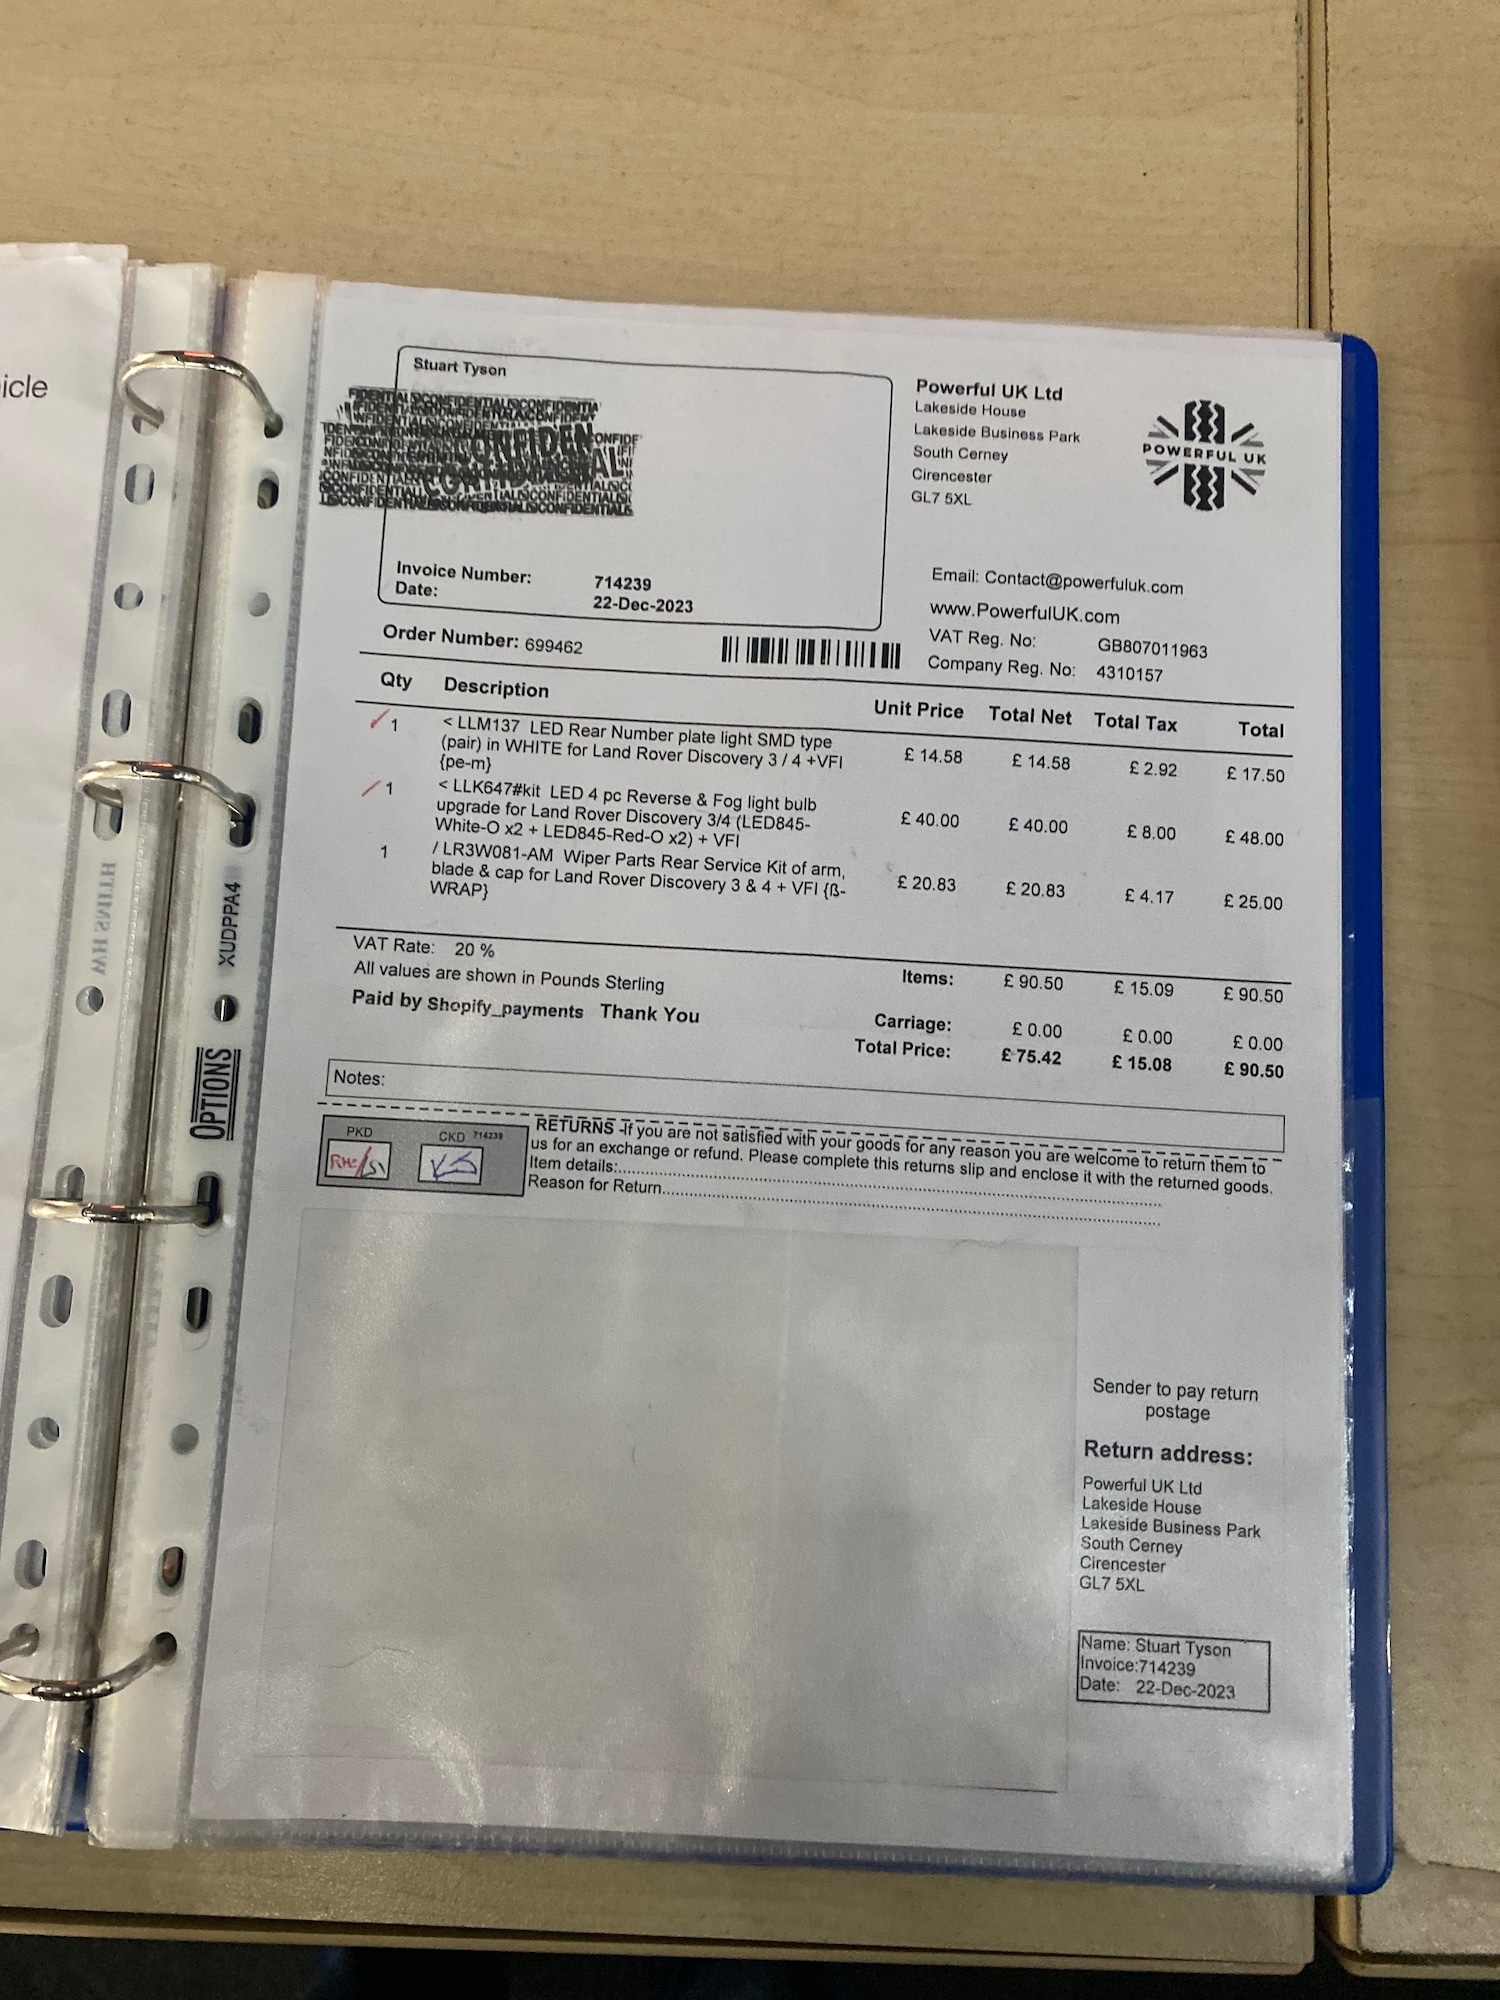 icle
Stuart Tyson
CONFIDENTIAL
Invoice Number: 714239
Date: 22-Dec-2023
Order Number: 699462
Powerful UK Ltd
Lakeside House
Lakeside Business Park
South Cerney
Cirencester
GL7 5XL
POWERFUL UK
Email: Contact@powerfuluk.com
www.PowerfulUK.com
VAT Reg. No: GB807011963
Company Reg. No: 4310157
Qty Description Unit Price Total Net Total Tax Total
1 < LLM137 LED Rear Number plate light SMD type
(pair) in WHITE for Land Rover Discovery 3 / 4 +VFI
{pe-m}
£ 14.58 £ 14.58 £ 2.92 £ 17.50
1 < LLK647#kit LED 4 pc Reverse & Fog light bulb
upgrade for Land Rover Discovery 3/4 (LED845-
White-O x2 + LED845-Red-O x2) + VFI
£ 40.00 £ 40.00 £ 8.00 £ 48.00
1 / LR3W081-AM Wiper Parts Rear Service Kit of arm,
blade & cap for Land Rover Discovery 3 & 4 + VFI {ß-
WRAP}
£ 20.83 £ 20.83 £ 4.17 £ 25.00
VAT Rate: 20 %
All values are shown in Pounds Sterling
Paid by Shopify_payments Thank You
Items: £ 90.50 £ 15.09 £ 90.50
Carriage: £ 0.00 £ 0.00 £ 0.00
Total Price: £ 75.42 £ 15.08 £ 90.50
Notes:
PKD CKD 714239
RETURNS -If you are not satisfied with your goods for any reason you are welcome to return them to
us for an exchange or refund. Please complete this returns slip and enclose it with the returned goods.
Item details:
Reason for Return
Sender to pay return
postage
Return address:
Powerful UK Ltd
Lakeside House
Lakeside Business Park
South Cerney
Cirencester
GL7 5XL
Name: Stuart Tyson
Invoice:714239
Date: 22-Dec-2023
WH SMITH
XUDPPA4
OPTIONS